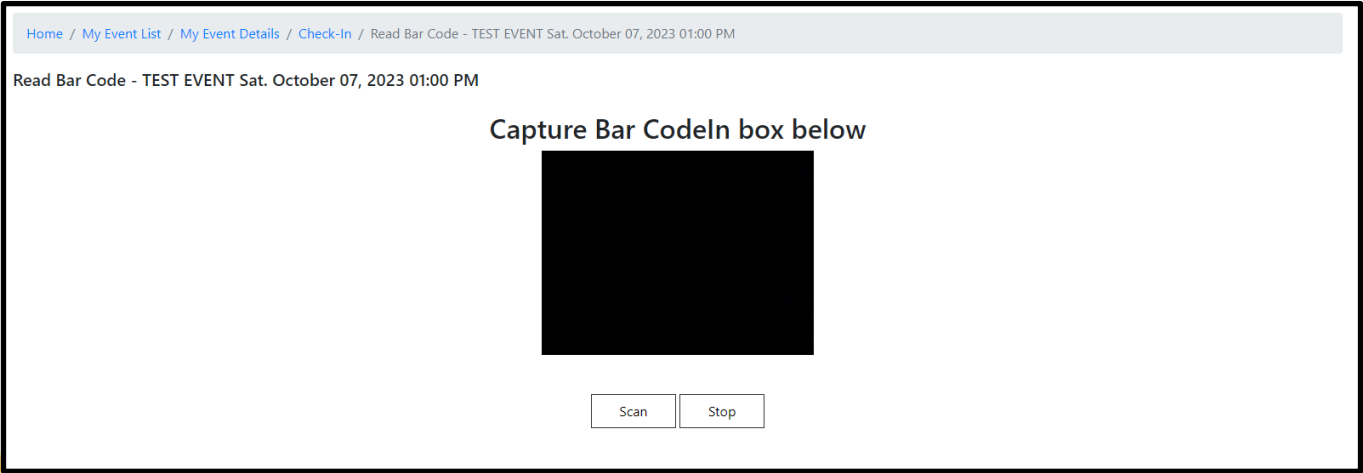 Home / My Event List / My Event Details / Check-In / Read Bar Code - TEST EVENT Sat. October 07, 2023 01:00 PM
Read Bar Code - TEST EVENT Sat. October 07, 2023 01:00 PM
Capture Bar CodeIn box below
Scan Stop